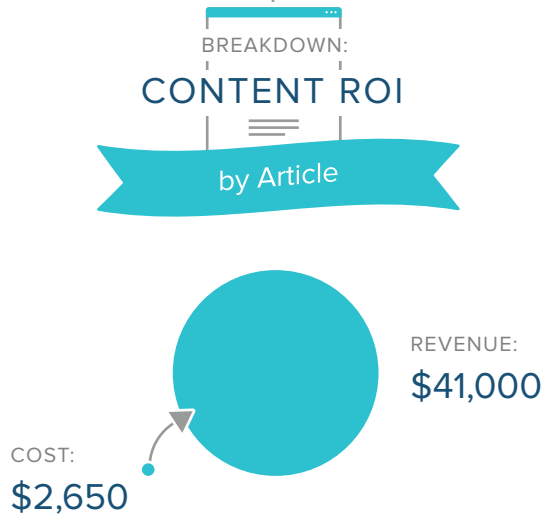 BREAKDOWN:
CONTENT ROI
by Article
REVENUE:
$41,000
COST:
$2,650